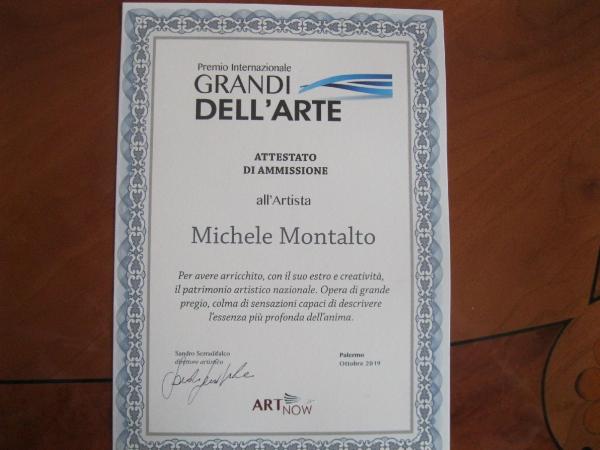 Premio Internazionale
GRANDI
DELL'ARTE
ATTESTATO
DI AMMISSIONE
all'Artista
Michele Montalto
Per avere arricchito, con il suo estro e creatività,
il patrimonio artistico nazionale. Opera di grande
pregio, colma di sensazioni capaci di descrivere
l'essenza più profonda dell'anima.
Sandro Serradifalco
direttore artistico
Palermo
Ottobre 2019
ART
NOW